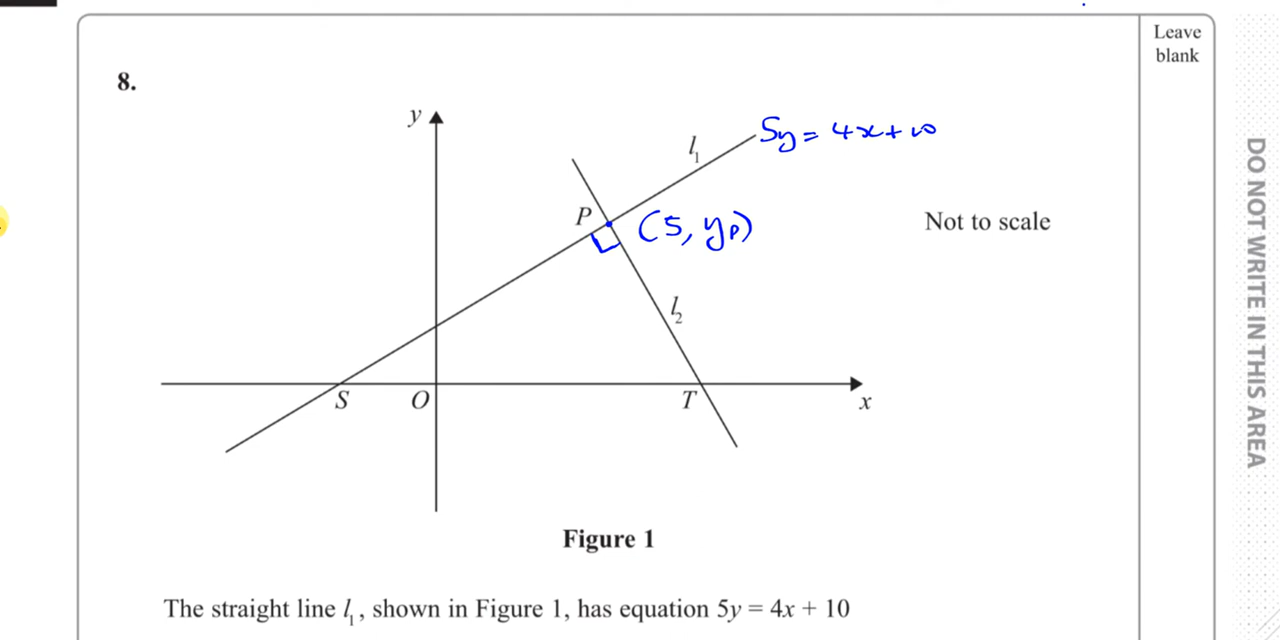 Leave
blank
8.
y
l₁
5y = 4x + 10
P
(5, yₚ)
Not to scale
l₂
S
O
T
x
Figure 1
The straight line l₁, shown in Figure 1, has equation 5y = 4x + 10
DO NOT WRITE IN THIS AREA